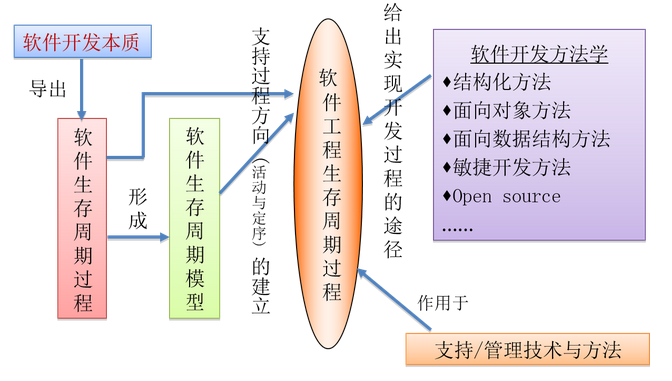 软件开发本质
导出
软件生存周期过程
形成
软件生存周期模型
支持过程方向（活动与定序）的建立
软件工程生存周期过程
给出实现开发过程的途径
软件开发方法学
♦结构化方法
♦面向对象方法
♦面向数据结构方法
♦敏捷开发方法
♦Open source
......
作用于
支持/管理技术与方法